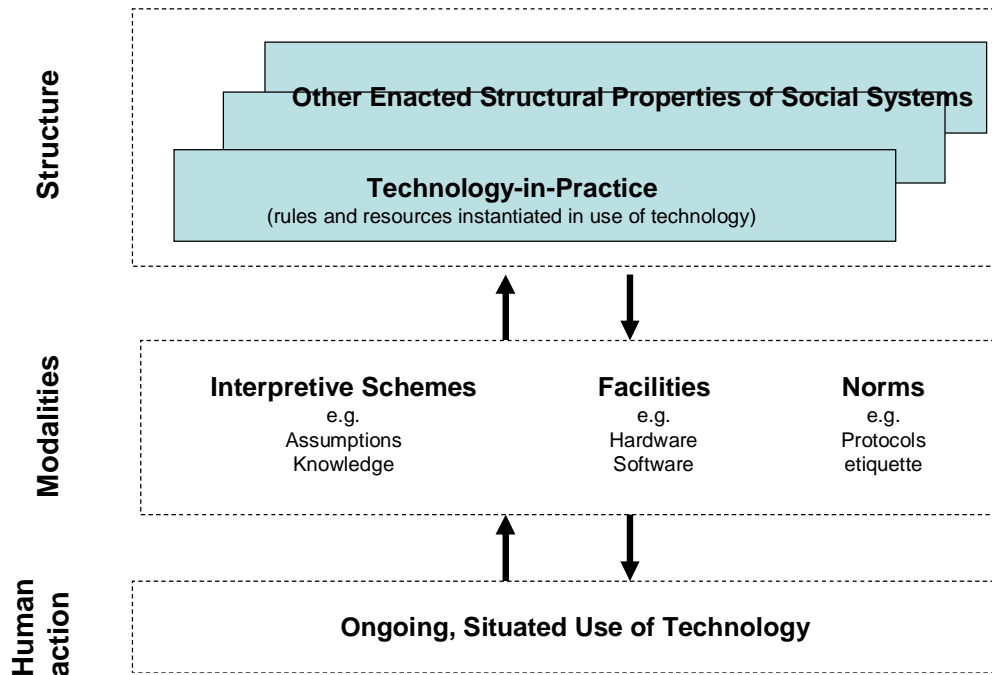 Structure
Other Enacted Structural Properties of Social Systems
Technology-in-Practice
(rules and resources instantiated in use of technology)
Modalities
Interpretive Schemes
e.g.
Assumptions
Knowledge
Facilities
e.g.
Hardware
Software
Norms
e.g.
Protocols
etiquette
Human
action
Ongoing, Situated Use of Technology